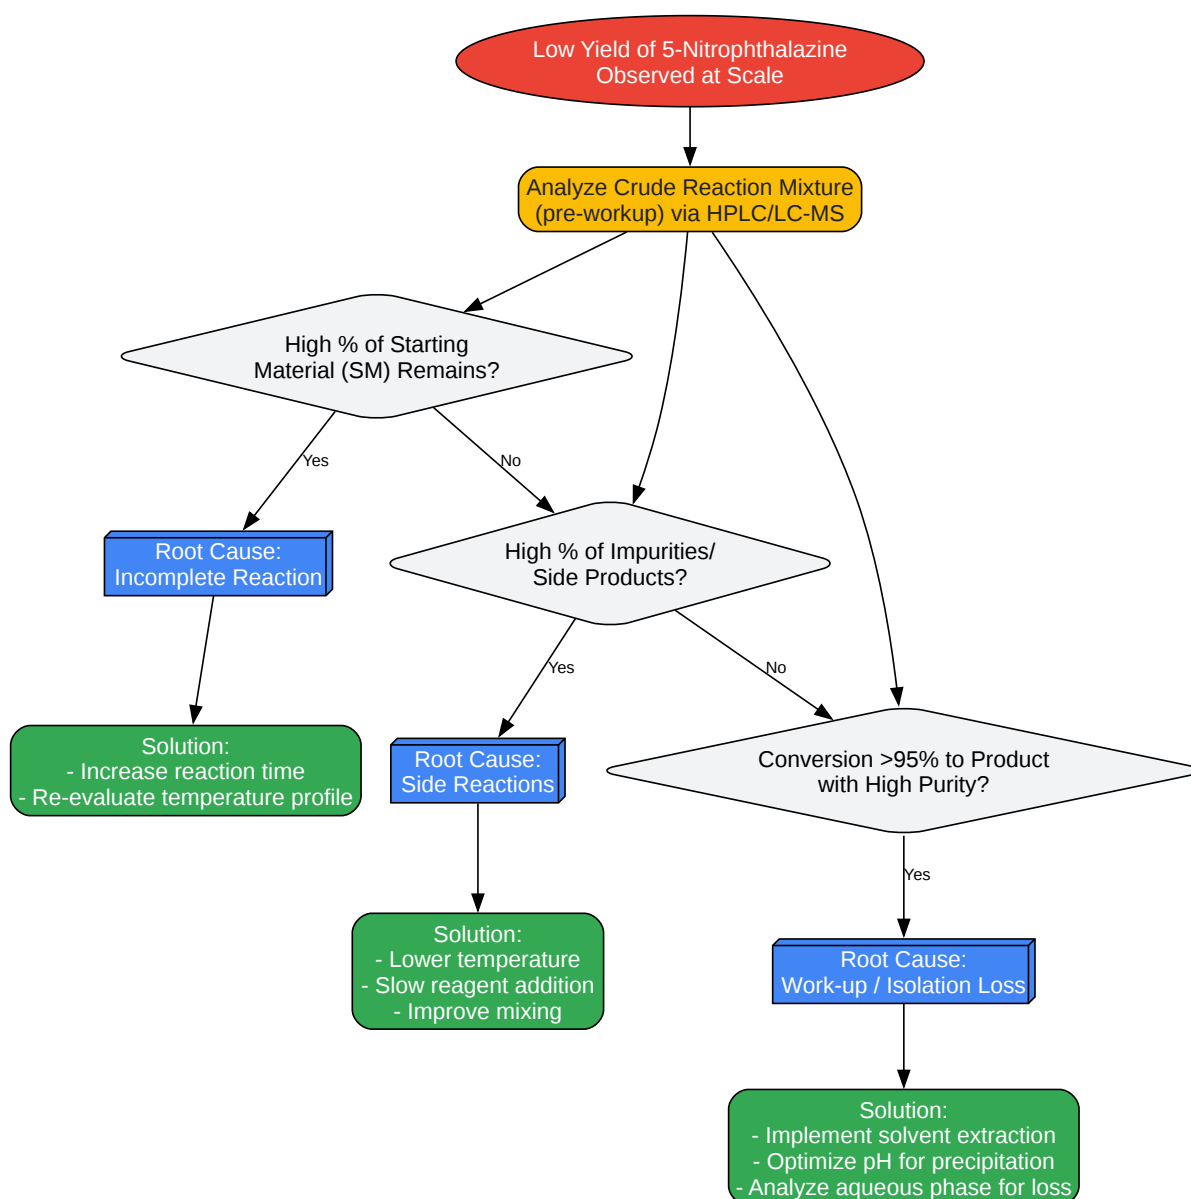 Low Yield of 5-Nitrophthalazine
Observed at Scale
Analyze Crude Reaction Mixture
(pre-workup) via HPLC/LC-MS
High % of Starting
Material (SM) Remains?
Yes
No
Root Cause:
Incomplete Reaction
High % of Impurities/
Side Products?
Yes
No
Solution:
- Increase reaction time
- Re-evaluate temperature profile
Root Cause:
Side Reactions
Conversion >95% to Product
with High Purity?
Yes
Solution:
- Lower temperature
- Slow reagent addition
- Improve mixing
Root Cause:
Work-up / Isolation Loss
Solution:
- Implement solvent extraction
- Optimize pH for precipitation
- Analyze aqueous phase for loss